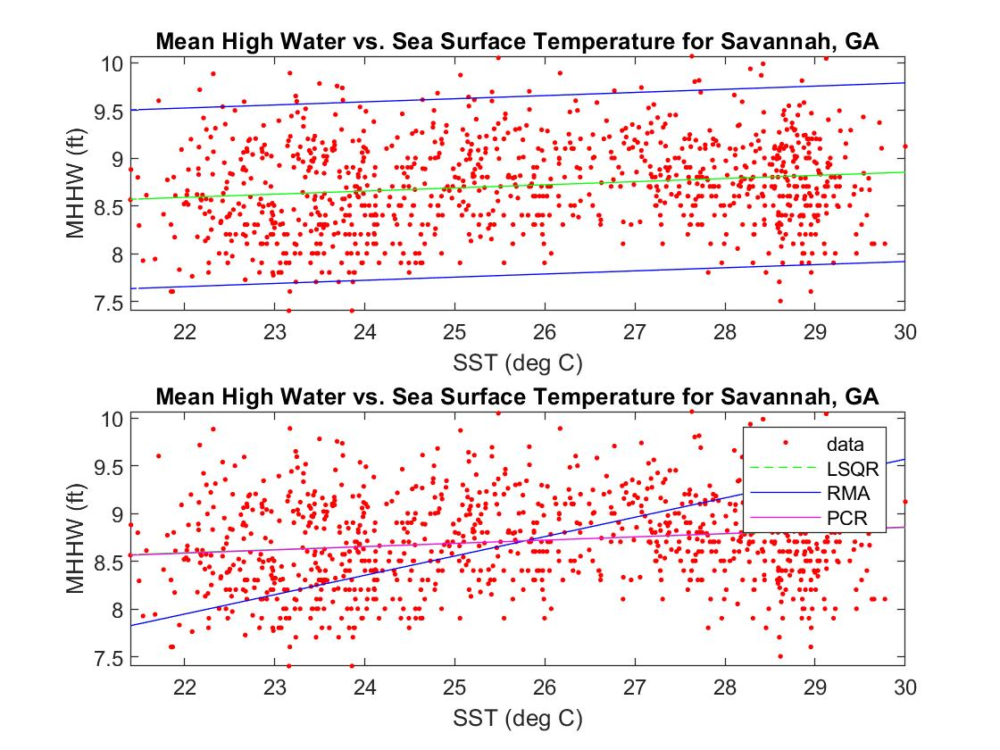 Mean High Water vs. Sea Surface Temperature for Savannah, GA
10
9.5
9
8.5
8
7.5
MHHW (ft)
22 23 24 25 26 27 28 29 30
SST (deg C)
Mean High Water vs. Sea Surface Temperature for Savannah, GA
10
9.5
9
8.5
8
7.5
MHHW (ft)
data
LSQR
RMA
PCR
22 23 24 25 26 27 28 29 30
SST (deg C)